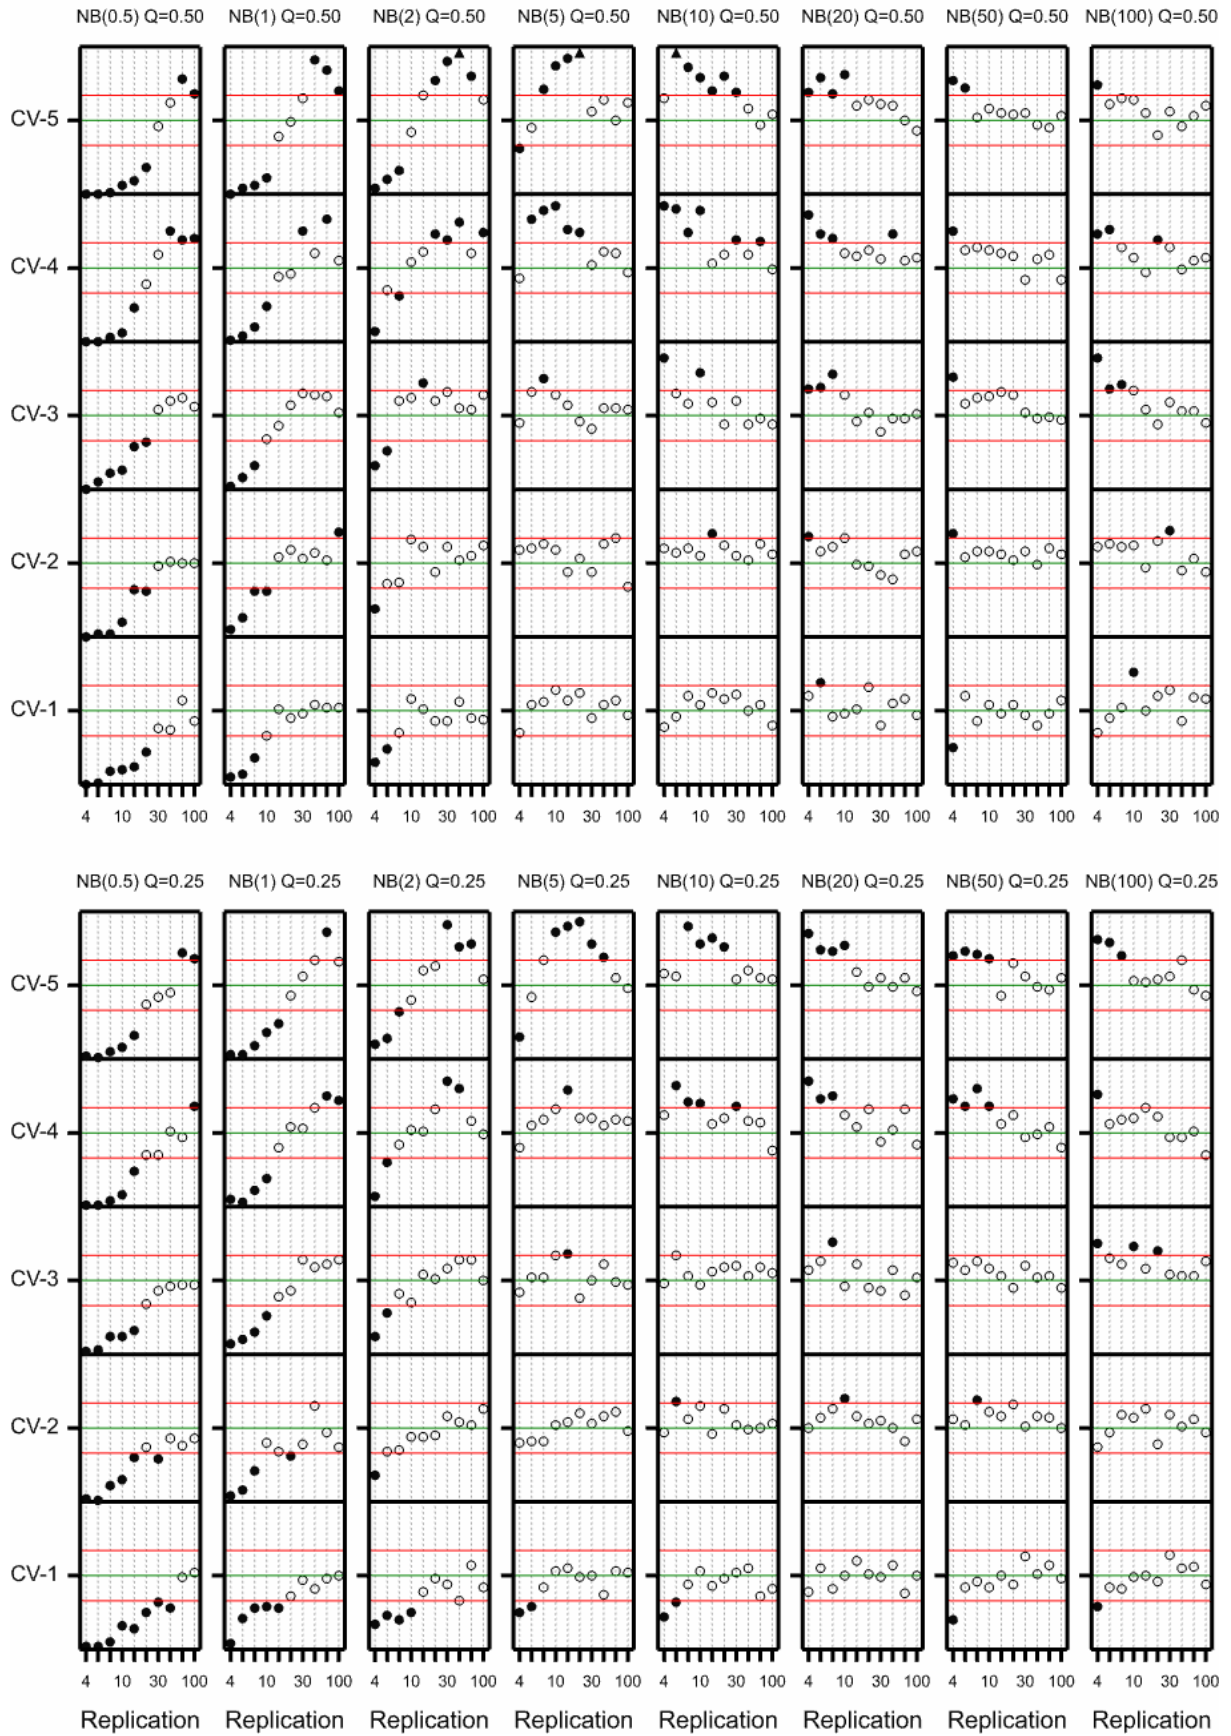 NB(0.5) Q=0.50 NB(1) Q=0.50 NB(2) Q=0.50 NB(5) Q=0.50 NB(10) Q=0.50 NB(20) Q=0.50 NB(50) Q=0.50 NB(100) Q=0.50
CV-5
CV-4
CV-3
CV-2
CV-1
4 10 30 100 4 10 30 100 4 10 30 100 4 10 30 100 4 10 30 100 4 10 30 100 4 10 30 100 4 10 30 100
NB(0.5) Q=0.25 NB(1) Q=0.25 NB(2) Q=0.25 NB(5) Q=0.25 NB(10) Q=0.25 NB(20) Q=0.25 NB(50) Q=0.25 NB(100) Q=0.25
CV-5
CV-4
CV-3
CV-2
CV-1
4 10 30 100 4 10 30 100 4 10 30 100 4 10 30 100 4 10 30 100 4 10 30 100 4 10 30 100 4 10 30 100
Replication Replication Replication Replication Replication Replication Replication Replication